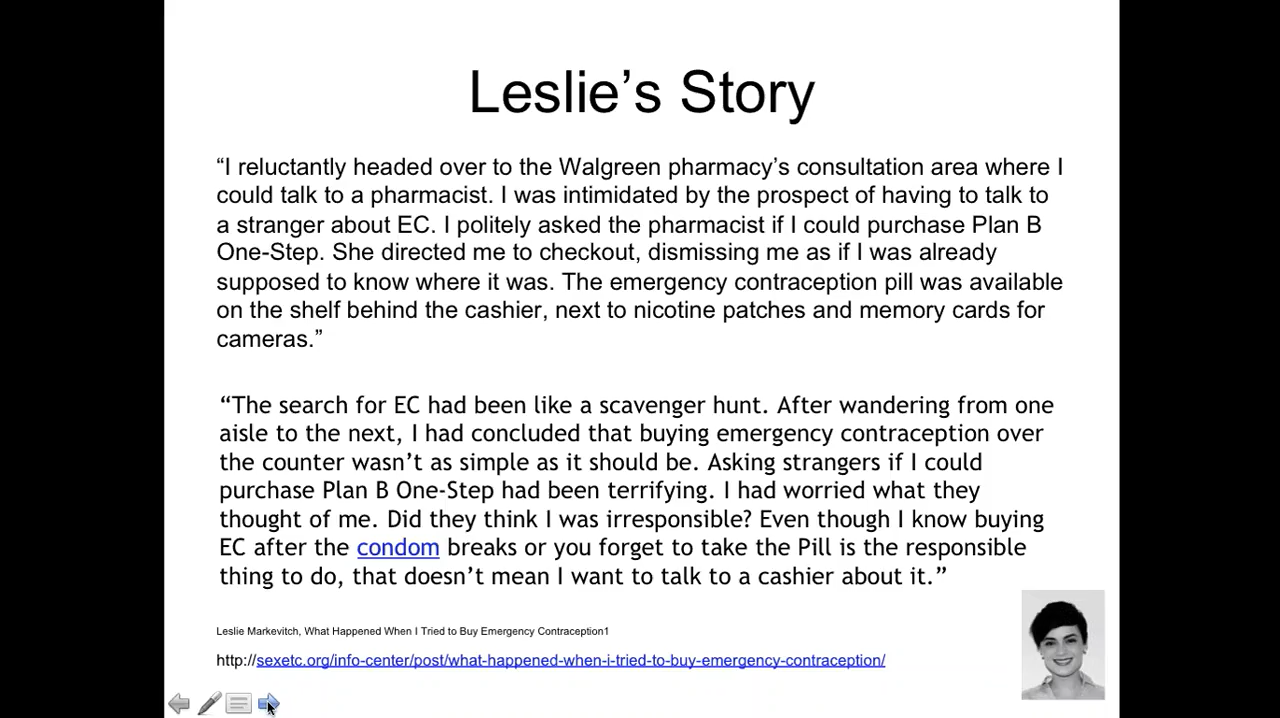 Leslie’s Story
“I reluctantly headed over to the Walgreen pharmacy’s consultation area where I
could talk to a pharmacist. I was intimidated by the prospect of having to talk to
a stranger about EC. I politely asked the pharmacist if I could purchase Plan B
One-Step. She directed me to checkout, dismissing me as if I was already
supposed to know where it was. The emergency contraception pill was available
on the shelf behind the cashier, next to nicotine patches and memory cards for
cameras.”
“The search for EC had been like a scavenger hunt. After wandering from one
aisle to the next, I had concluded that buying emergency contraception over
the counter wasn’t as simple as it should be. Asking strangers if I could
purchase Plan B One-Step had been terrifying. I had worried what they
thought of me. Did they think I was irresponsible? Even though I know buying
EC after the condom breaks or you forget to take the Pill is the responsible
thing to do, that doesn’t mean I want to talk to a cashier about it.”
Leslie Markevitch, What Happened When I Tried to Buy Emergency Contraception1
http://sexetc.org/info-center/post/what-happened-when-i-tried-to-buy-emergency-contraception/